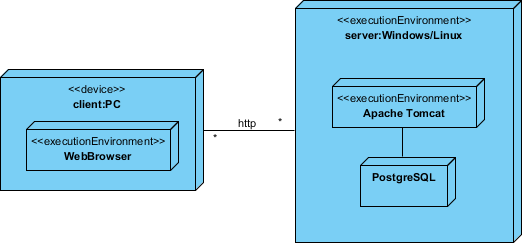 <<device>>
client:PC
<<executionEnvironment>>
WebBrowser
http
*
*
<<executionEnvironment>>
server:Windows/Linux
<<executionEnvironment>>
Apache Tomcat
PostgreSQL